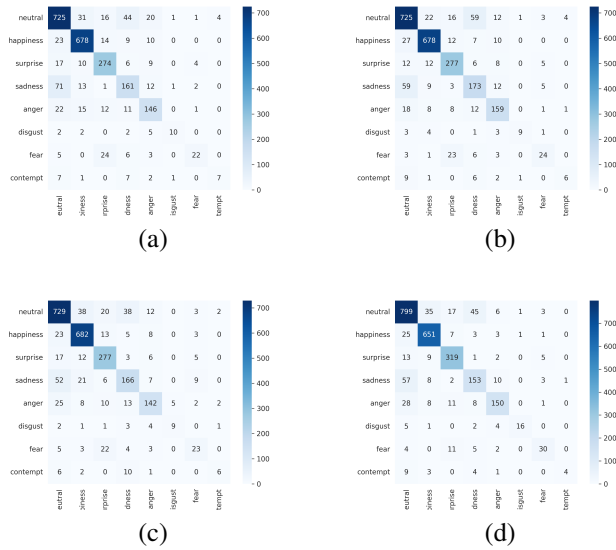 neutral 725 31 16 44 20 1 1 4
happiness 23 678 14 9 10 0 0 0
surprise 17 10 274 6 9 0 4 0
sadness 71 13 1 161 12 1 2 0
anger 22 15 12 11 146 0 1 0
disgust 2 2 0 2 5 10 0 0
fear 5 0 24 6 3 0 22 0
contempt 7 1 0 7 2 1 0 7
eutral piness rprise dness anger isgust fear tempt
700
600
500
400
300
200
100
0
(a)
neutral 725 22 16 59 12 1 3 4
happiness 27 678 12 7 10 0 0 0
surprise 12 12 277 6 8 0 5 0
sadness 59 9 3 173 12 0 5 0
anger 18 8 8 12 159 0 1 1
disgust 3 4 0 1 3 9 1 0
fear 3 1 23 6 3 0 24 0
contempt 9 1 0 6 2 1 0 6
eutral piness rprise dness anger isgust fear tempt
700
600
500
400
300
200
100
0
(b)
neutral 729 38 20 38 12 0 3 2
happiness 23 682 13 5 8 0 3 0
surprise 17 12 277 3 6 0 5 0
sadness 52 21 6 166 7 0 9 0
anger 25 8 10 13 142 5 2 2
disgust 2 1 1 3 4 9 0 1
fear 5 3 22 4 3 0 23 0
contempt 6 2 0 10 1 0 0 6
eutral piness rprise dness anger isgust fear tempt
700
600
500
400
300
200
100
0
(c)
neutral 799 35 17 45 6 1 3 0
happiness 25 651 7 3 3 1 1 0
surprise 13 9 319 1 2 0 5 0
sadness 57 8 2 153 10 0 3 1
anger 28 8 11 8 150 0 0 0
disgust 5 1 0 2 4 16 0 0
fear 4 0 11 5 2 0 30 0
contempt 9 3 0 4 1 0 0 4
eutral piness rprise dness anger isgust fear tempt
700
600
500
400
300
200
100
0
(d)